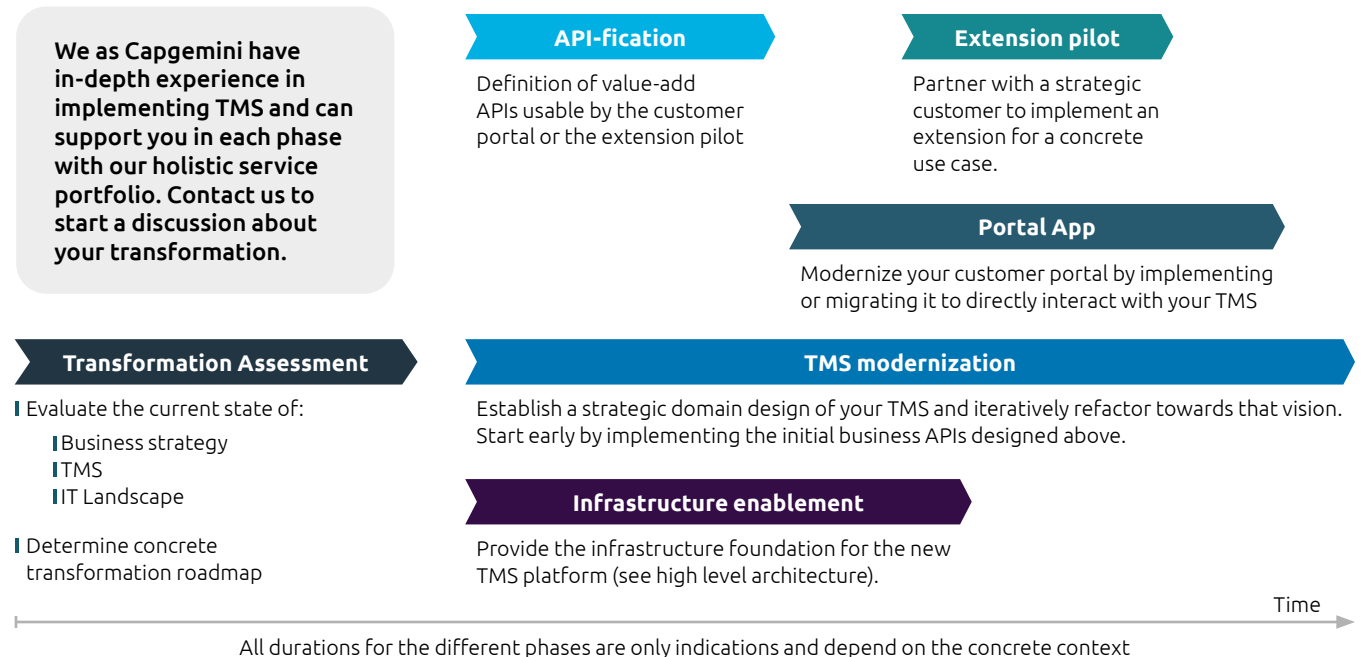 We as Capgemini have
in-depth experience in
implementing TMS and can
support you in each phase
with our holistic service
portfolio. Contact us to
start a discussion about
your transformation.
API-fication
Definition of value-add
APIs usable by the customer
portal or the extension pilot
Extension pilot
Partner with a strategic
customer to implement an
extension for a concrete
use case.
Portal App
Modernize your customer portal by implementing
or migrating it to directly interact with your TMS
Transformation Assessment
Evaluate the current state of:
Business strategy
TMS
IT Landscape
Determine concrete
transformation roadmap
TMS modernization
Establish a strategic domain design of your TMS and iteratively refactor towards that vision.
Start early by implementing the initial business APIs designed above.
Infrastructure enablement
Provide the infrastructure foundation for the new
TMS platform (see high level architecture).
Time
All durations for the different phases are only indications and depend on the concrete context